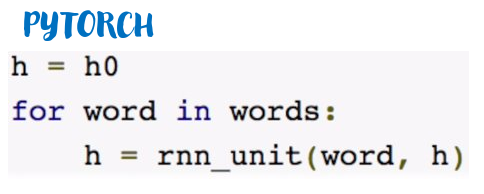 PYTORCH
h = h0
for word in words:
    h = rnn_unit(word, h)